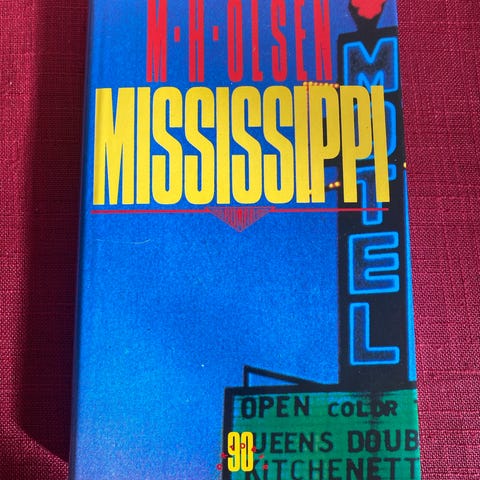 M·H·OLSEN
MISSISSIPPI
MOTEL
OPEN COLOR
QUEENS DOUB
90
KITCHENETT